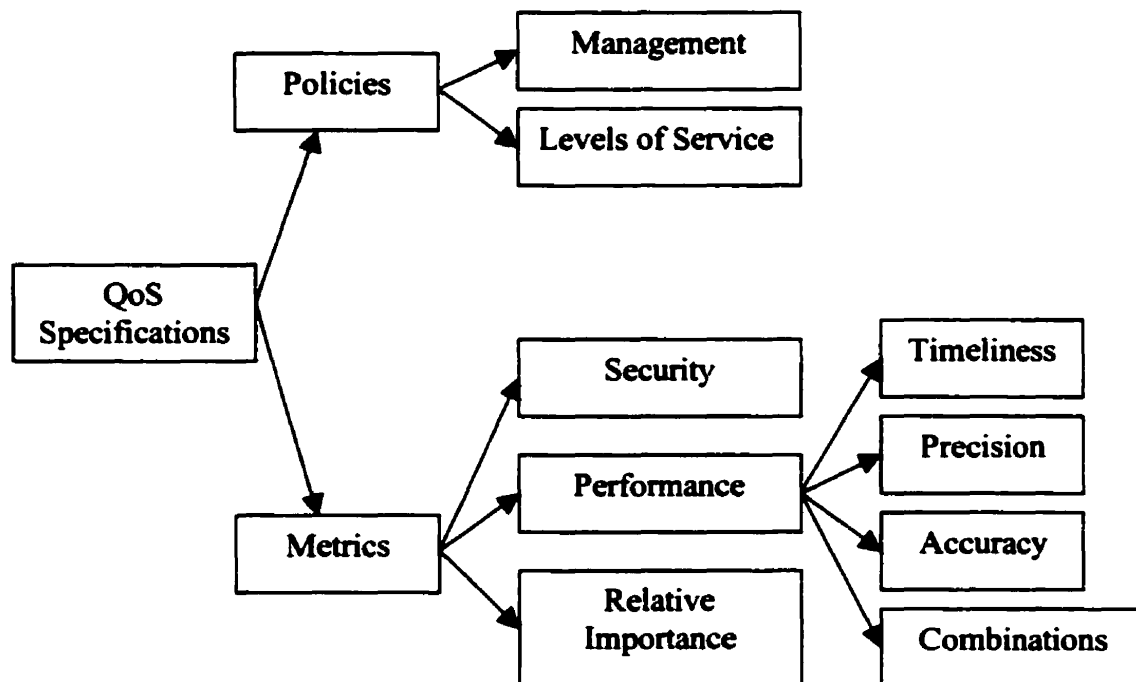 Management
Policies
Levels of Service
QoS
Specifications
Security
Timeliness
Performance
Precision
Metrics
Accuracy
Relative
Importance
Combinations